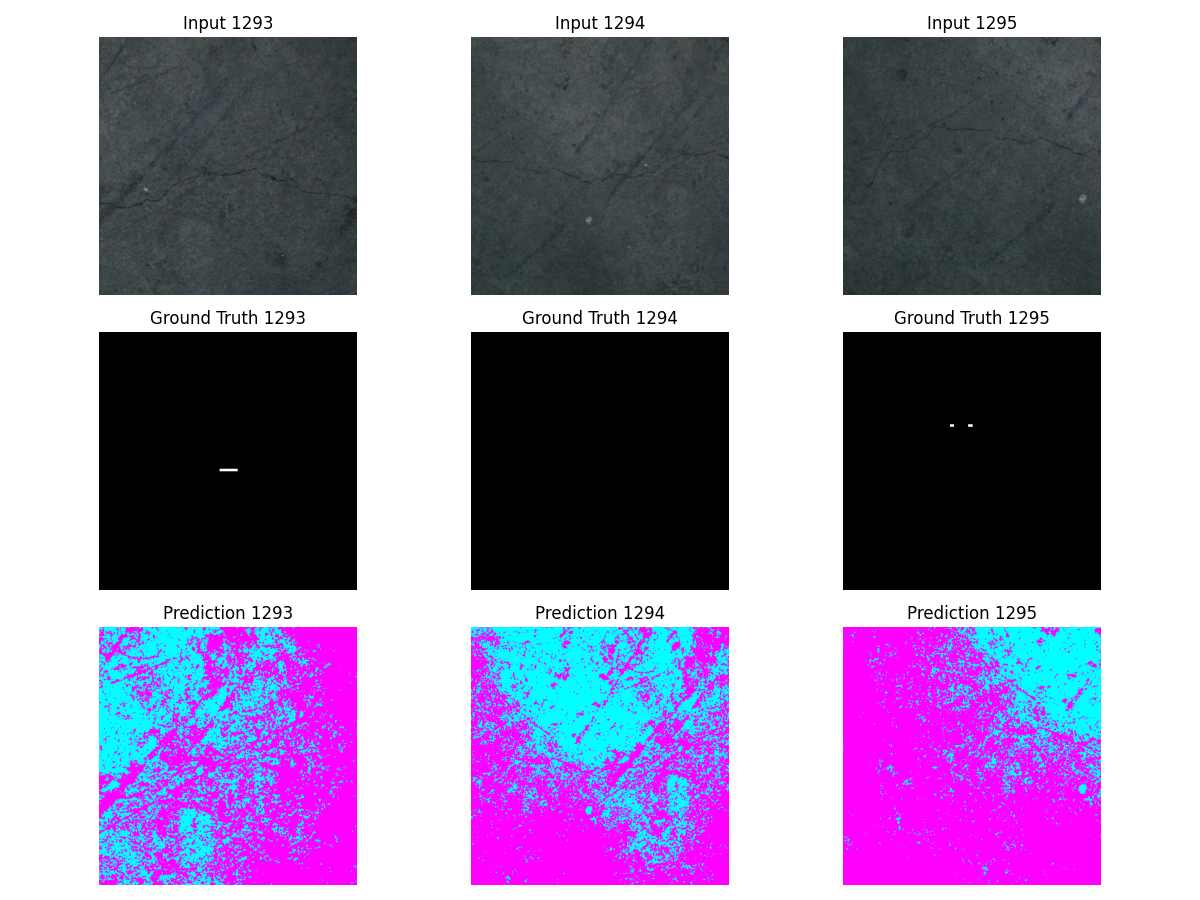 Input 1293
Input 1294
Input 1295
Ground Truth 1293
Ground Truth 1294
Ground Truth 1295
Prediction 1293
Prediction 1294
Prediction 1295